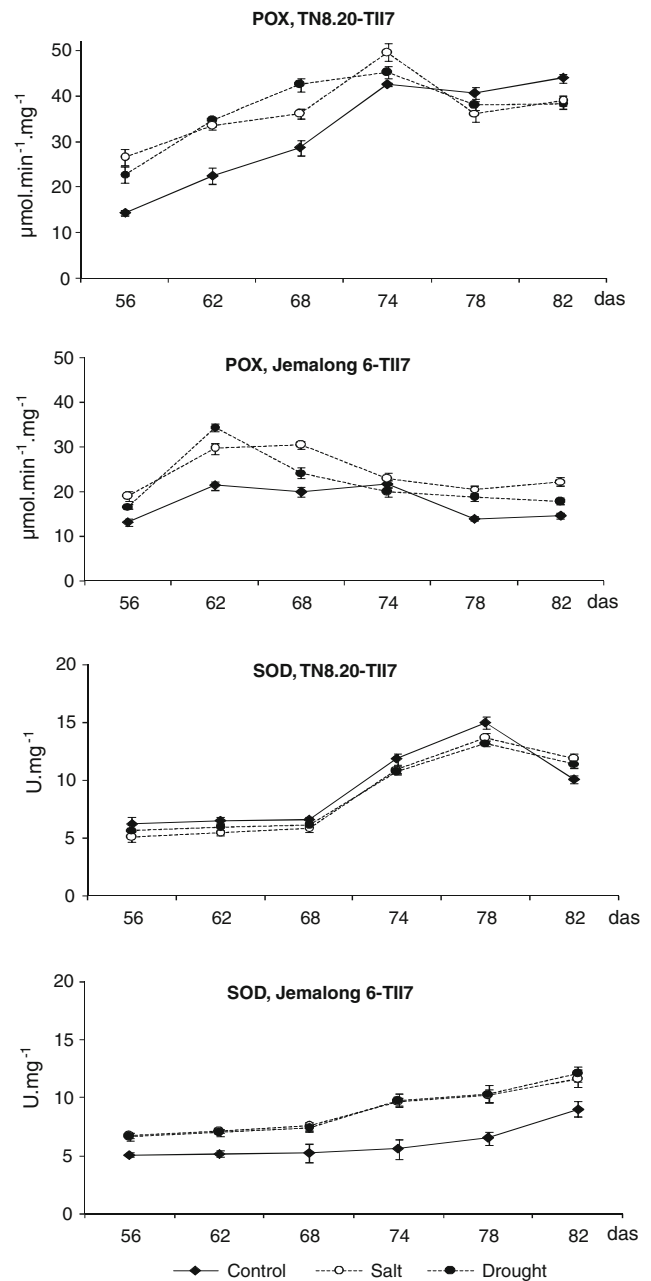 POX, TN8.20-TII7
50
40
30
20
10
0
µmol.min⁻¹.mg⁻¹
56 62 68 74 78 82 das
POX, Jemalong 6-TII7
50
40
30
20
10
0
µmol.min⁻¹.mg⁻¹
56 62 68 74 78 82 das
SOD, TN8.20-TII7
20
15
10
5
0
U.mg⁻¹
56 62 68 74 78 82 das
SOD, Jemalong 6-TII7
20
15
10
5
0
U.mg⁻¹
56 62 68 74 78 82 das
Control Salt Drought